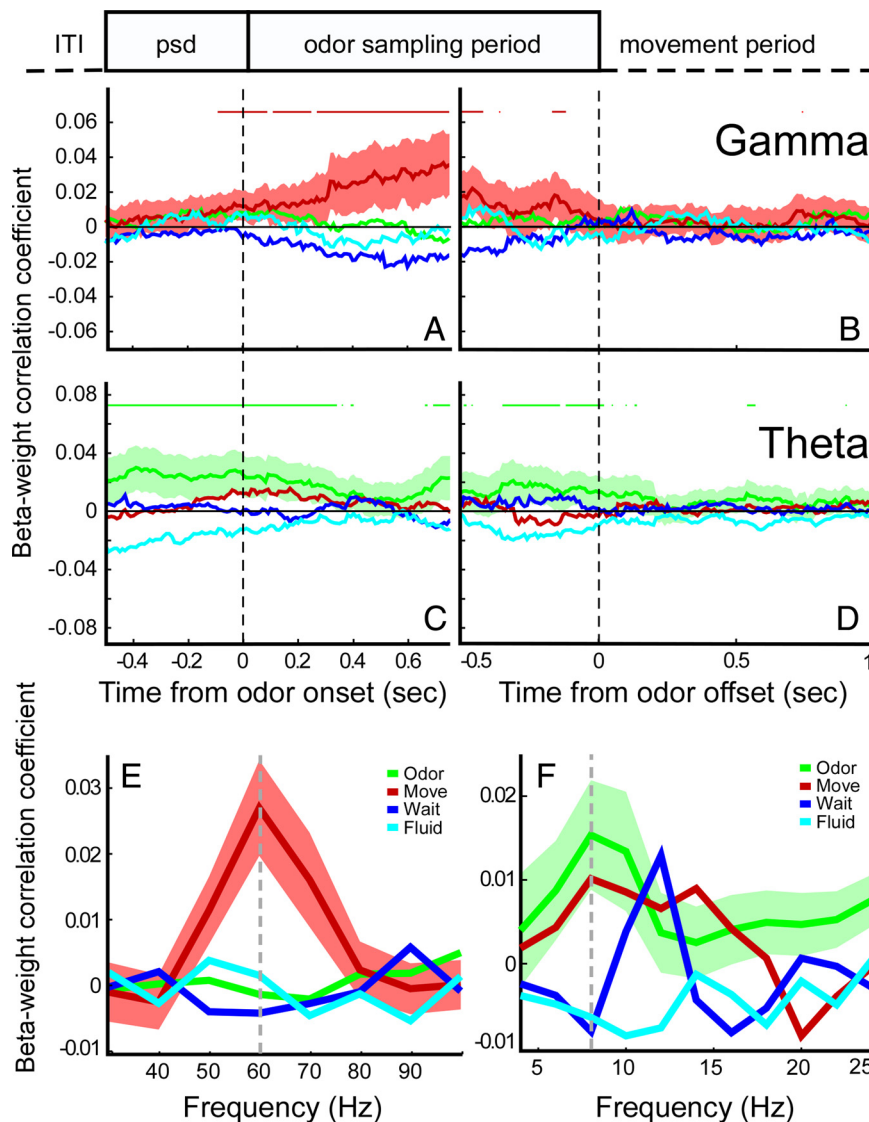 ITI psd odor sampling period movement period
Beta-weight correlation coefficient
0.06
0.04
0.02
0
-0.02
-0.04
-0.06
Gamma
A
B
Beta-weight correlation coefficient
0.08
0.04
0
-0.04
-0.08
Theta
C
D
-0.4 -0.2 0 0.2 0.4 0.6
-0.5 0 0.5 1
Time from odor onset (sec)
Time from odor offset (sec)
Beta-weight correlation coefficient
E
0.03
0.02
0.01
0
-0.01
Odor
Move
Wait
Fluid
40 50 60 70 80 90
Frequency (Hz)
F
0.02
0.01
0
-0.01
Odor
Move
Wait
Fluid
5 10 15 20 25
Frequency (Hz)